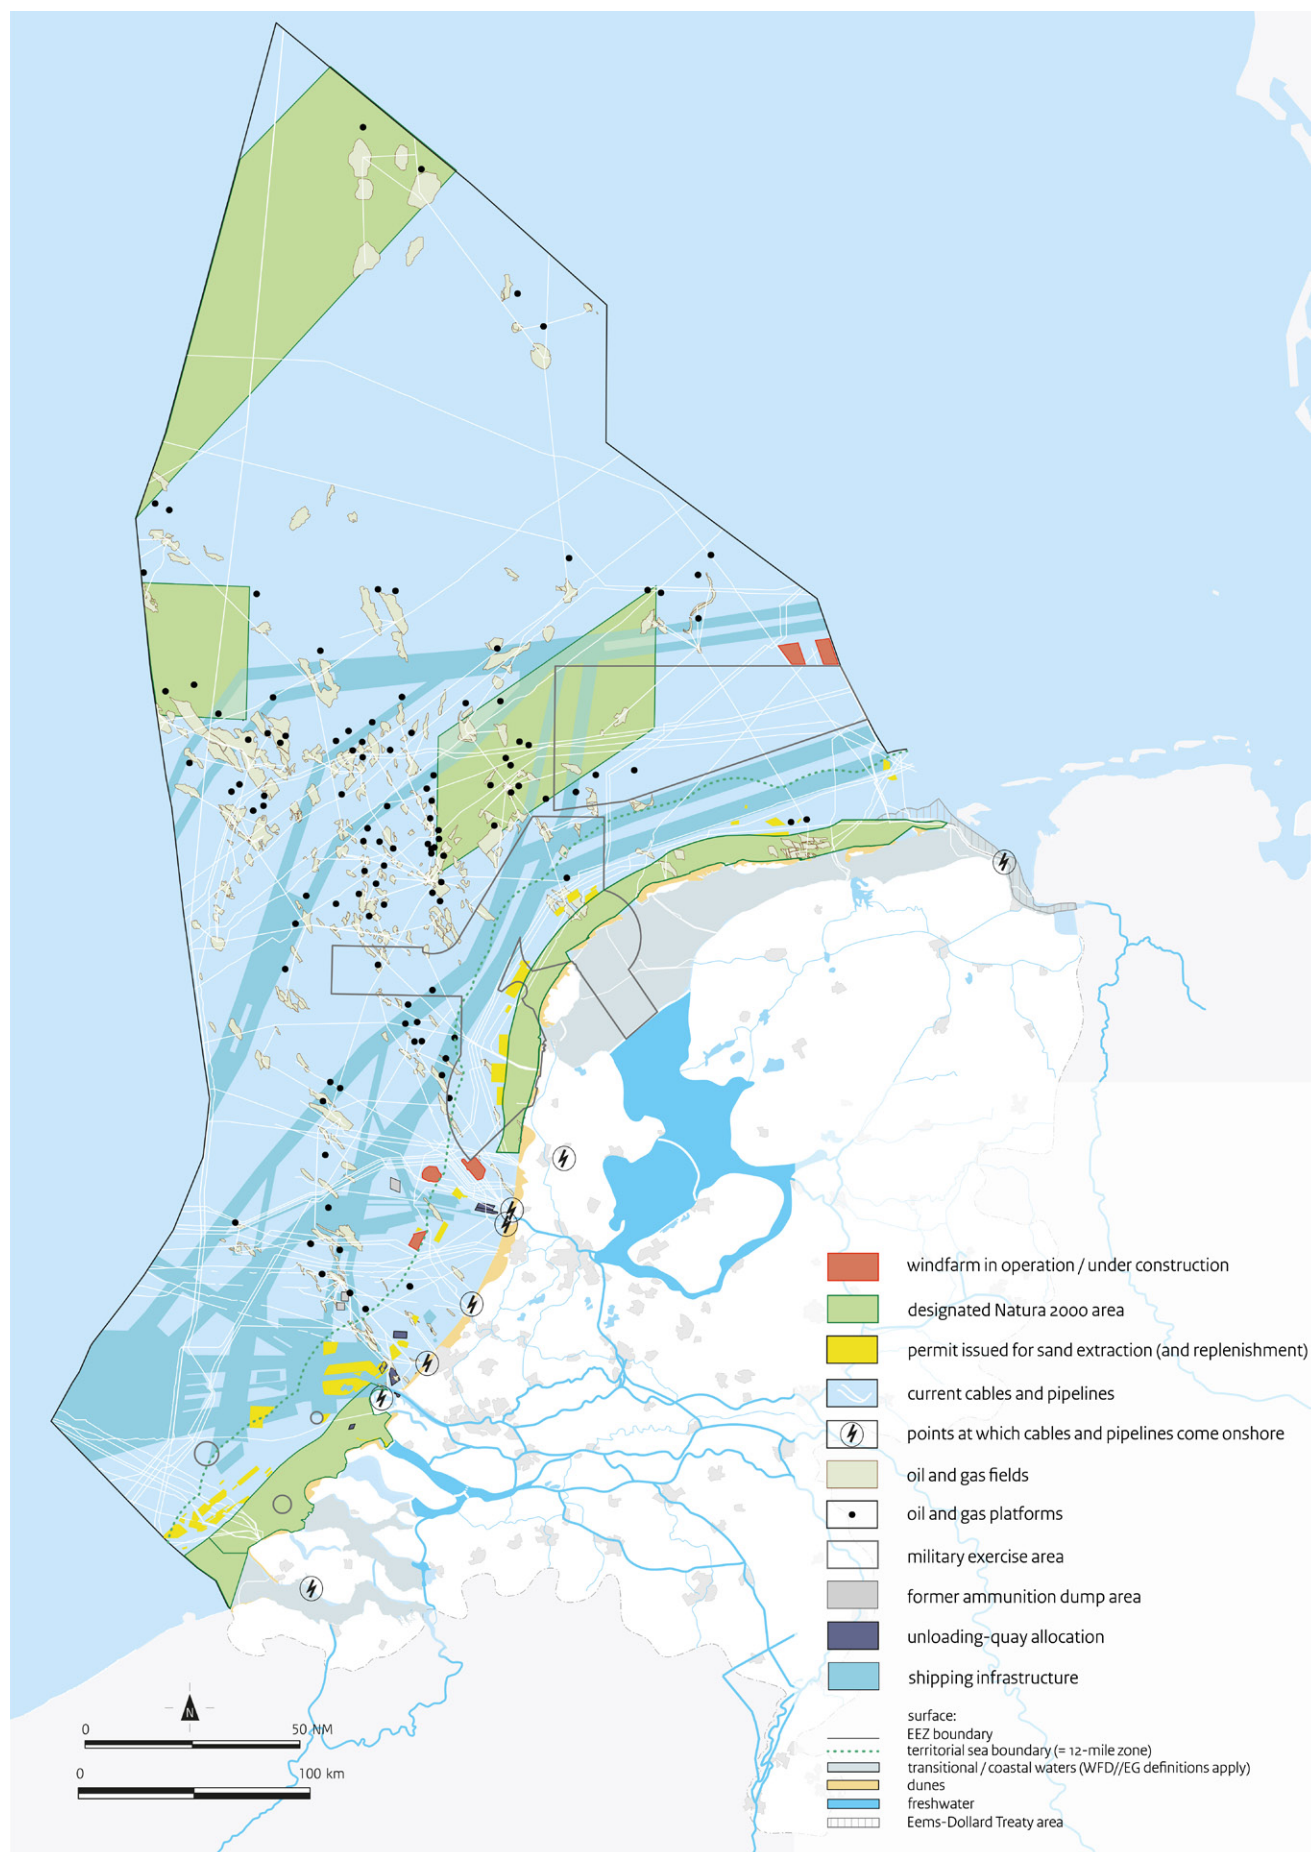 windfarm in operation / under construction
designated Natura 2000 area
permit issued for sand extraction (and replenishment)
current cables and pipelines
points at which cables and pipelines come onshore
oil and gas fields
oil and gas platforms
military exercise area
former ammunition dump area
unloading-quay allocation
shipping infrastructure
surface:
EEZ boundary
territorial sea boundary (= 12-mile zone)
transitional / coastal waters (WFD//EG definitions apply)
dunes
freshwater
Eems-Dollard Treaty area
N
0 50 NM
0 100 km